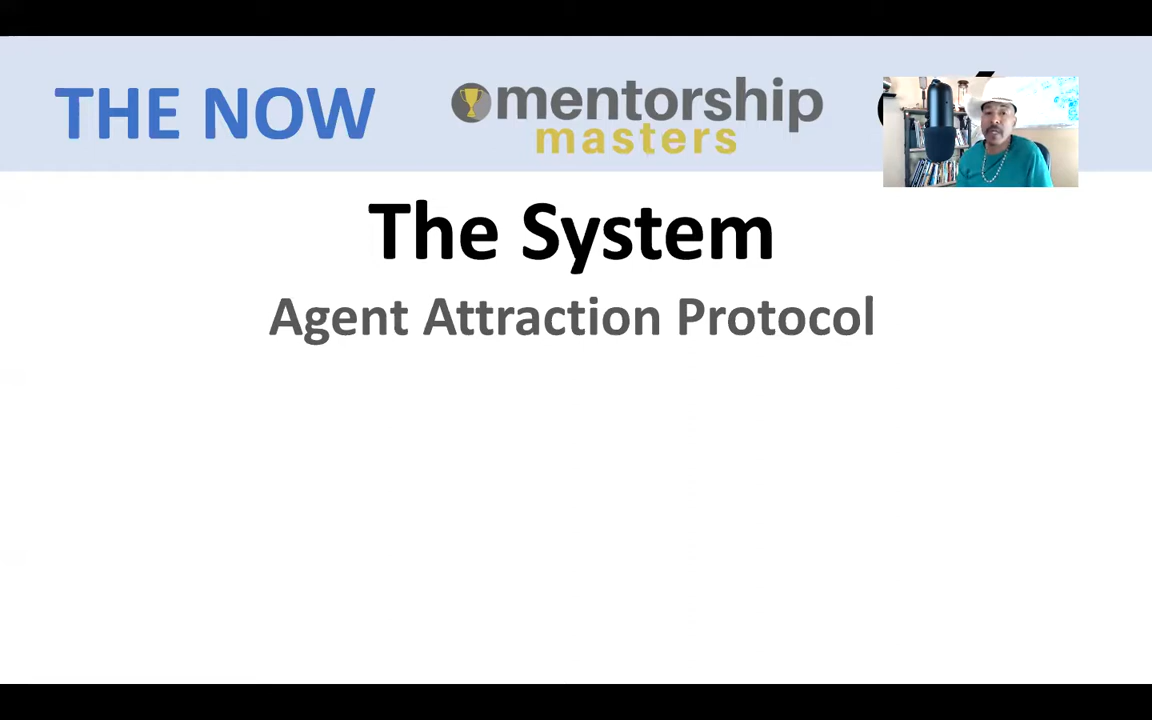 THE NOW
mentorship
masters
The System
Agent Attraction Protocol